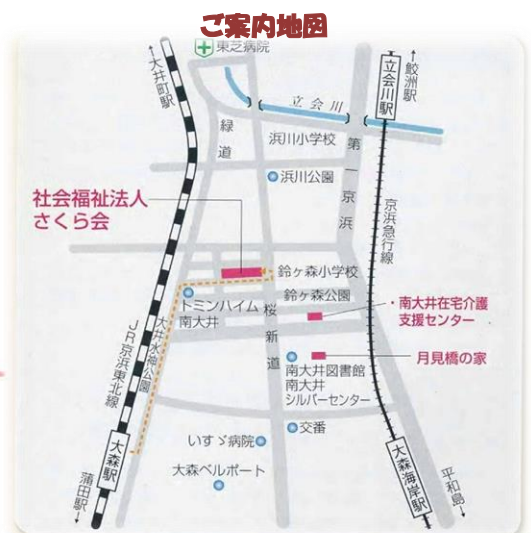 ご案内地図
東芝病院
←大井町駅
立会川
立会川駅
←鮫洲駅
緑道
浜川小学校
第一京浜
浜川公園
京浜急行線
社会福祉法人
さくら会
鈴ヶ森小学校
鈴ヶ森公園
トミンハイム
南大井
桜新道
・南大井在宅介護
支援センター
大井水神公園
JR京浜東北線
月見橋の家
南大井図書館
南大井
シルバーセンター
交番
いすゞ病院
大森ベルポート
大森駅
蒲田駅→
大森海岸駅
平和島→